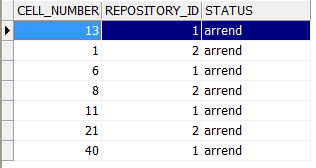 CELL_NUMBER REPOSITORY_ID STATUS
13 1 arrend
1 2 arrend
6 1 arrend
8 2 arrend
11 1 arrend
21 2 arrend
40 1 arrend